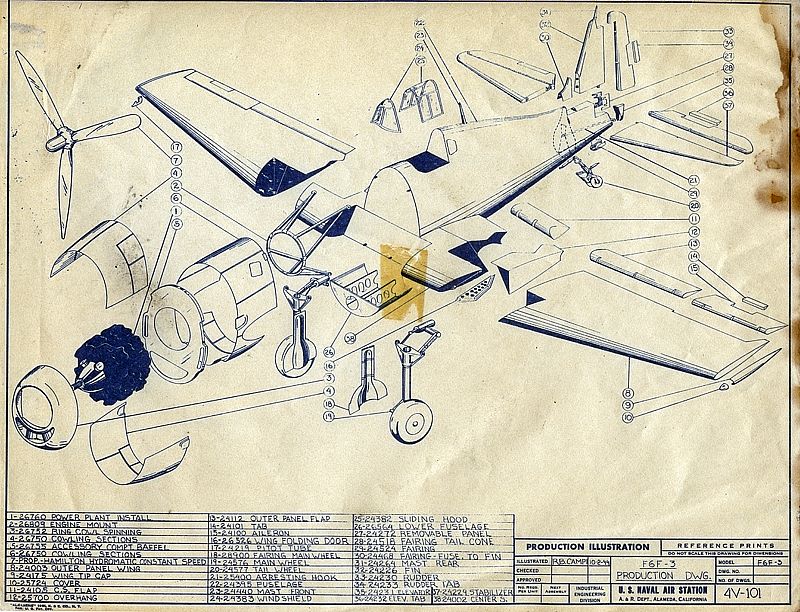 22
23
24
25
31
32
30
33
34
27
28
35
36
37
17
7
4
2
6
1
5
21
29
20
11
12
13
14
15
26
38
16
3
4
18
19
8
9
10
1-26760 POWER PLANT INSTALL
2-26809 ENGINE MOUNT
3-26752 RING COWL SPINNING
4-26750 COWLING SECTIONS
5-26735 ACCESSORY COMPT. BAFFEL
6-26750 COWLING SECTIONS
7-PROP-HAMILTON HYDROMATIC CONSTANT SPEED
8-24003 OUTER PANEL WING
9-24175 WING TIP CAP
10-25724 COVER
11-24105 C.S. FLAP
12-25700 OVERHANG
13-24112 OUTER PANEL FLAP
14-24101 TAB
15-24100 AILERON
16-26326 WING FOLDING DOOR
17-24219 PITOT TUBE
18-25900 FAIRING MAIN WHEEL
19-24576 MAIN WHEEL
20-24577 TAIL WHEEL
21-25400 ARRESTING HOOK
22-24355 FUSELAGE
23-24440 MAST FRONT
24-24383 WINDSHIELD
25-24382 SLIDING HOOD
26-26564 LOWER FUSELAGE
27-24272 REMOVABLE PANEL
28-24518 FAIRING TAIL CONE
29-24524 FAIRING
30-24468 FAIRING-FUSE. TO FIN
31-24264 MAST REAR
32-24226 FIN
33-24230 RUDDER
34-24233 RUDDER TAB
35-24231 ELEVATOR 37-24229 STABILIZER
36-24232 ELEV. TAB 38-24002 CENTER S.
PRODUCTION ILLUSTRATION
REFERENCE PRINTS
DO NOT SCALE THIS DRAWING FOR DIMENSIONS
ILLUSTRATED R.B. CAMPI 10-2-44
CHECKED
APPROVED
No. Reqd. Per Unit
NEXT ASSEMBLY
INDUSTRIAL ENGINEERING DIVISION
F6F-3
PRODUCTION DWG.
MODEL F6F-3
DWG. NO.
NO. OF DWGS.
U. S. NAVAL AIR STATION
A. & R. DEPT., ALAMEDA, CALIFORNIA
4V-101